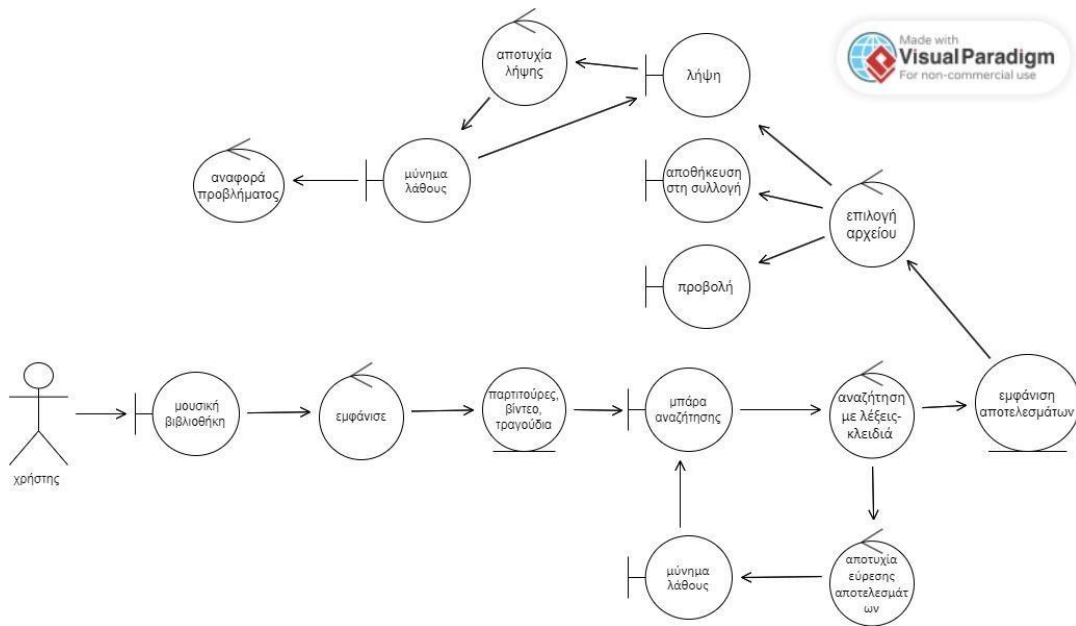 Made with
Visual Paradigm
For non-commercial use
αποτυχία
λήψης
λήψη
αναφορά
προβλήματος
μύνημα
λάθους
αποθήκευση
στη συλλογή
επιλογή
αρχείου
προβολή
χρήστης
μουσική
βιβλιοθήκη
εμφάνισε
παρτιτούρες,
βίντεο,
τραγούδια
μπάρα
αναζήτησης
αναζήτηση
με λέξεις-
κλειδιά
εμφάνιση
αποτελεσμάτων
μύνημα
λάθους
αποτυχία
εύρεσης
αποτελεσμάτ
ων